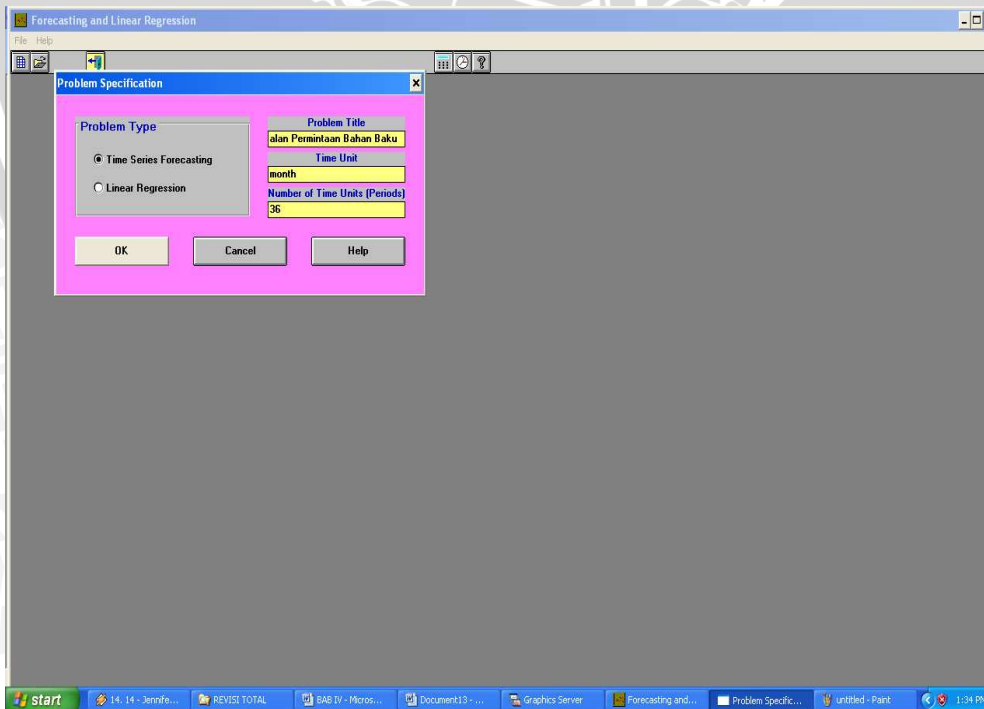 Forecasting and Linear Regression
File Help
Problem Specification
Problem Type
Time Series Forecasting
Linear Regression
Problem Title
alan Permintaan Bahan Baku
Time Unit
month
Number of Time Units (Periods)
36
OK Cancel Help
start 14. 14 - Jennife... REVISI TOTAL BAB IV - Micros... Document13 - ... Graphics Server Forecasting and... Problem Specific... untitled - Paint 1:34 PM